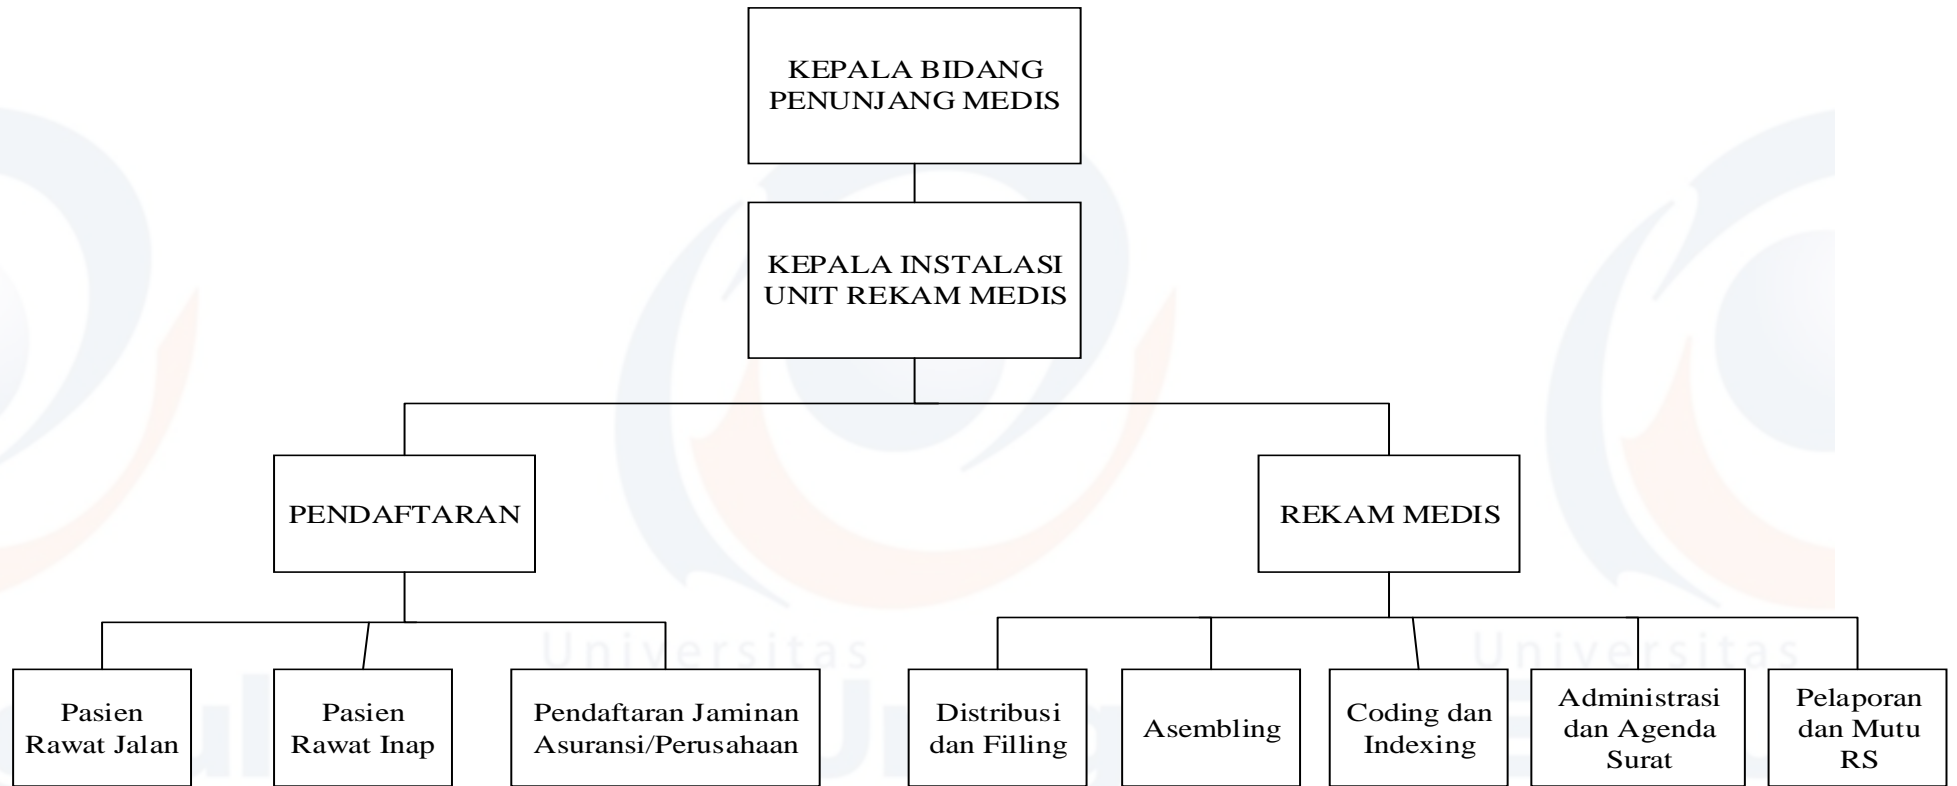 KEPALA BIDANG
PENUNJANG MEDIS
KEPALA INSTALASI
UNIT REKAM MEDIS
PENDAFTARAN
REKAM MEDIS
Pasien
Rawat Jalan
Pasien
Rawat Inap
Pendaftaran Jaminan
Asuransi/Perusahaan
Distribusi
dan Filling
Asembling
Coding dan
Indexing
Administrasi
dan Agenda
Surat
Pelaporan
dan Mutu
RS
Universitas
Universitas